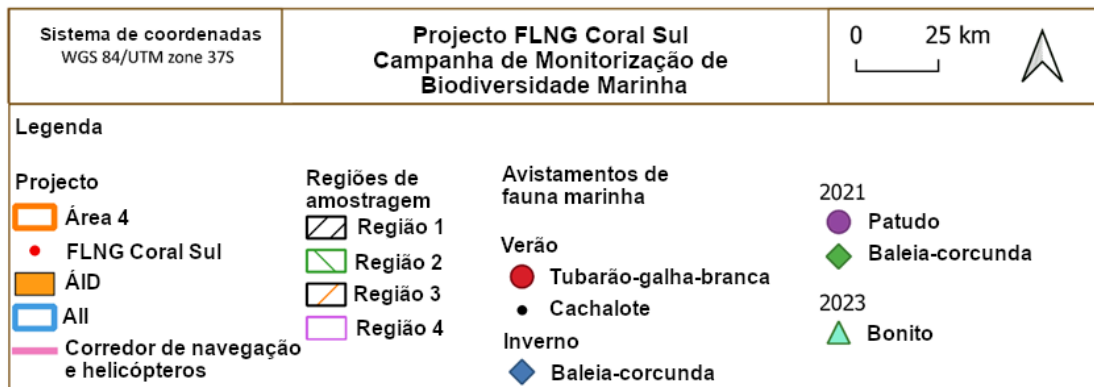 Sistema de coordenadas
WGS 84/UTM zone 37S
Projecto FLNG Coral Sul
Campanha de Monitorização de
Biodiversidade Marinha
0 25 km
Legenda
Projecto
Área 4
FLNG Coral Sul
ÁID
AII
Corredor de navegação
e helicópteros
Regiões de
amostragem
Região 1
Região 2
Região 3
Região 4
Avistamentos de
fauna marinha
Verão
Tubarão-galha-branca
Cachalote
Inverno
Baleia-corcunda
2021
Patudo
Baleia-corcunda
2023
Bonito